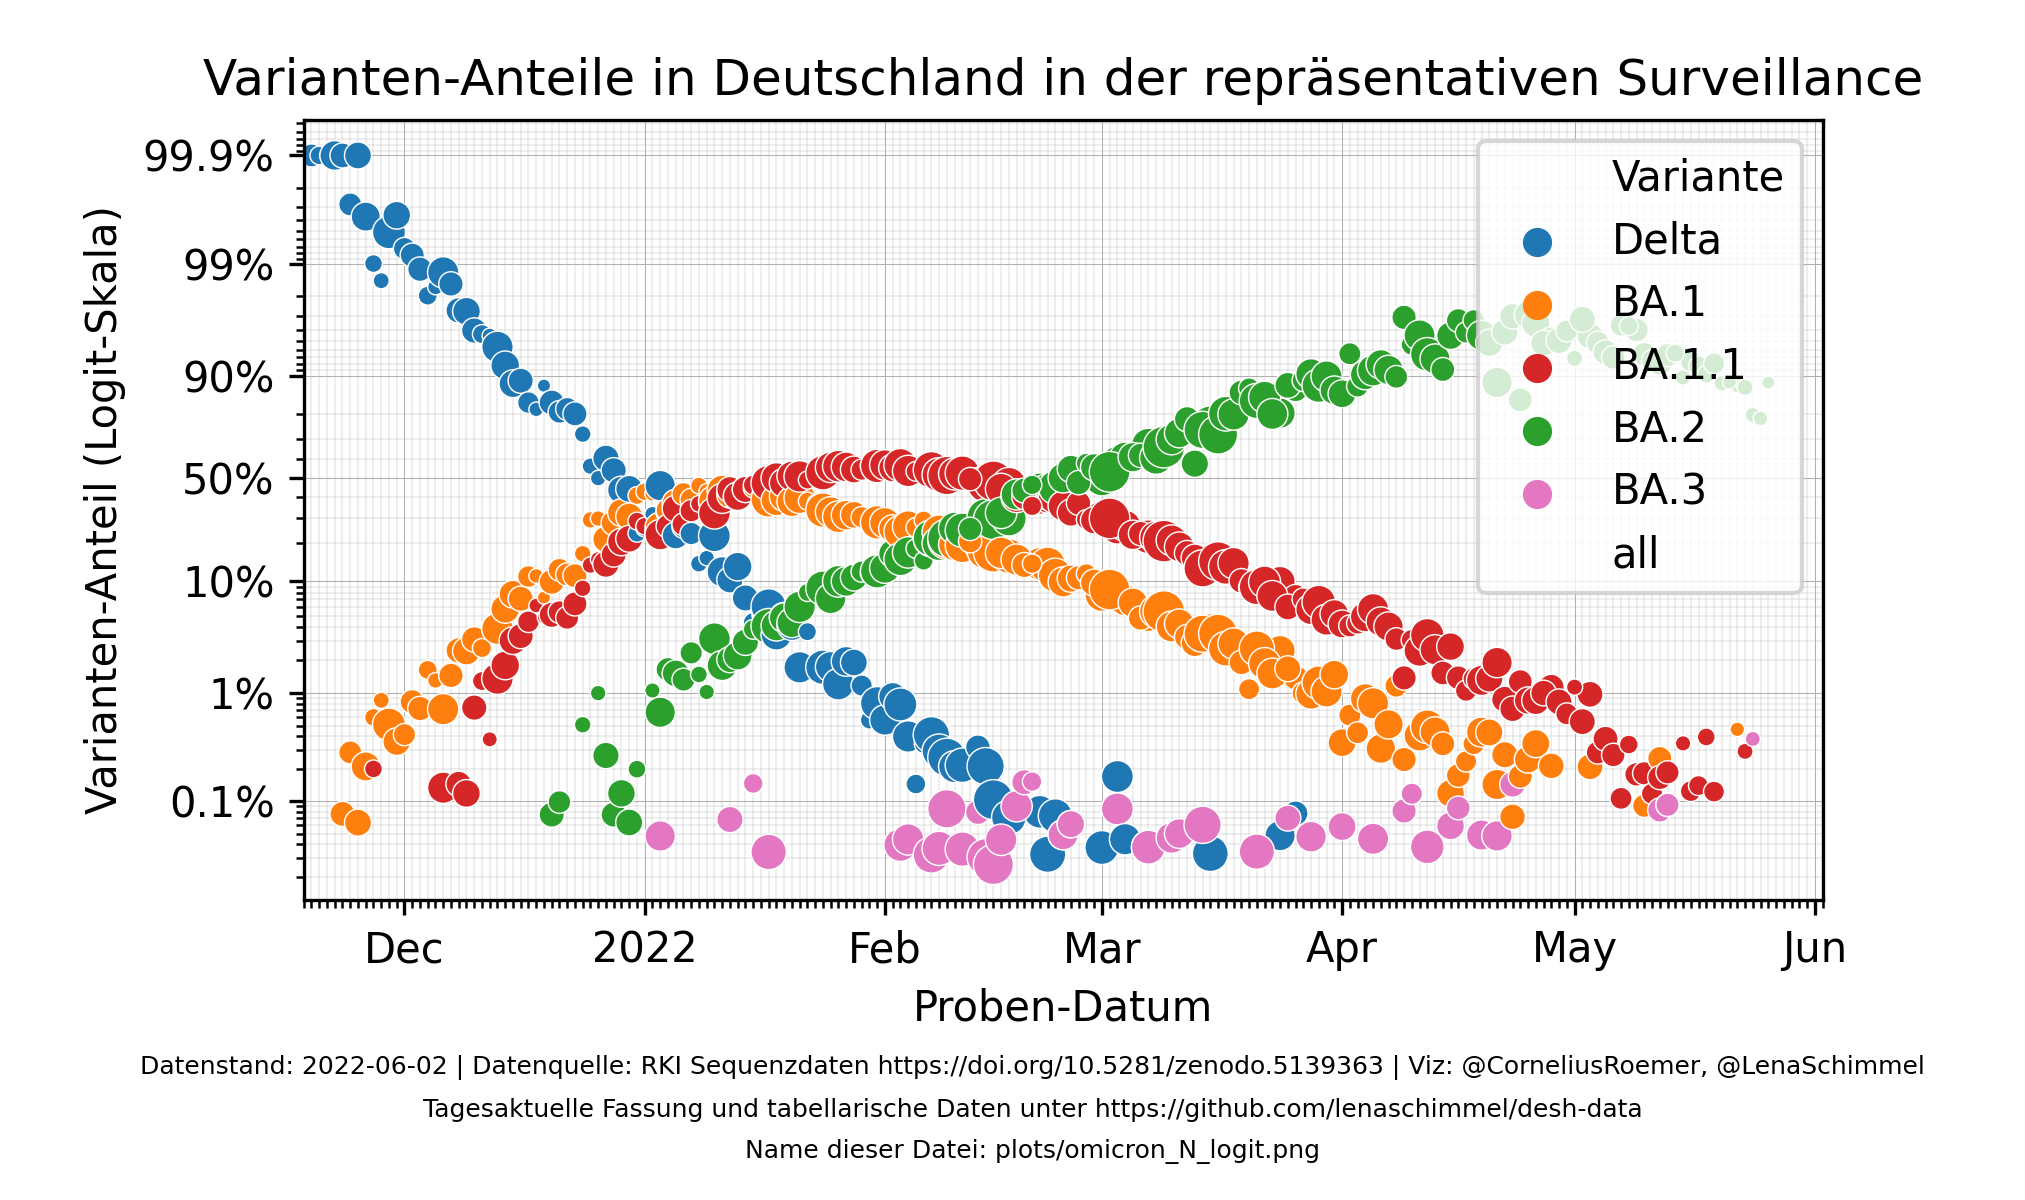 Varianten-Anteile in Deutschland in der repräsentativen Surveillance
Varianten-Anteil (Logit-Skala)
99.9%
99%
90%
50%
10%
1%
0.1%
Variante
Delta
BA.1
BA.1.1
BA.2
BA.3
all
Dec 2022 Feb Mar Apr May Jun
Proben-Datum
Datenstand: 2022-06-02 | Datenquelle: RKI Sequenzdaten https://doi.org/10.5281/zenodo.5139363 | Viz: @CorneliusRoemer, @LenaSchimmel
Tagesaktuelle Fassung und tabellarische Daten unter https://github.com/lenaschimmel/desh-data
Name dieser Datei: plots/omicron_N_logit.png